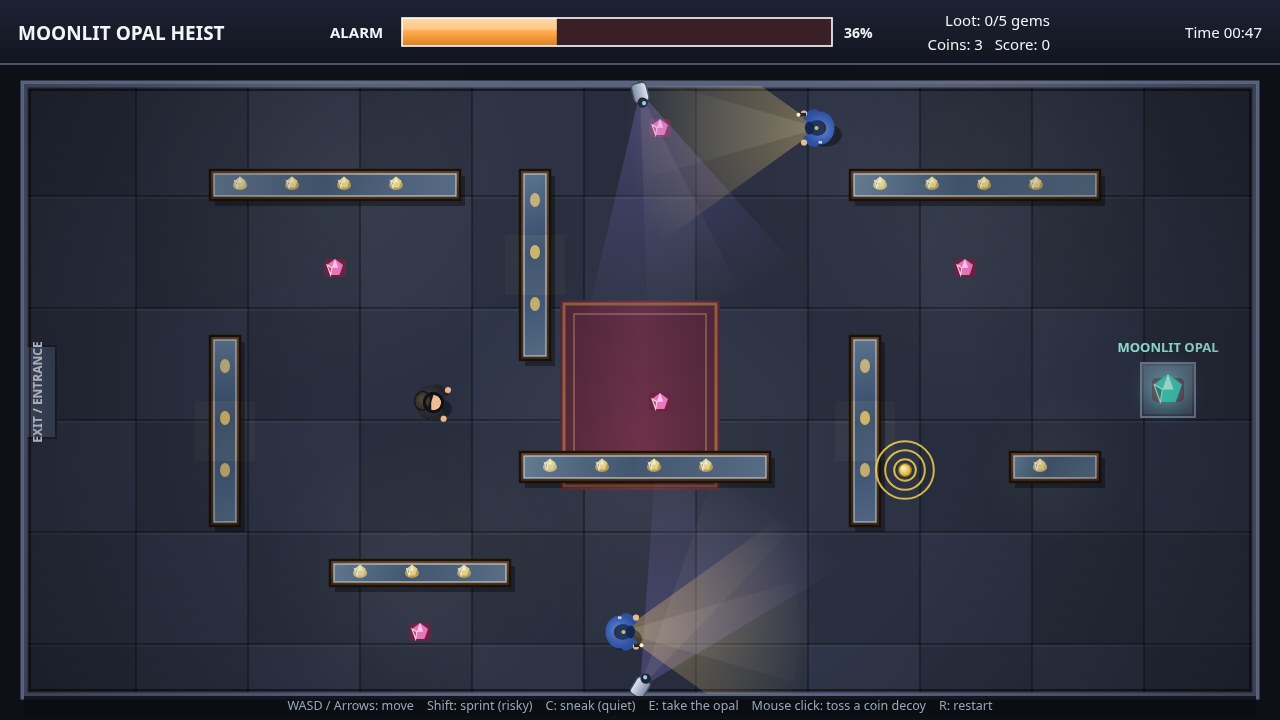 MOONLIT OPAL HEIST
ALARM
36%
Loot: 0/5 gems
Coins: 3 Score: 0
Time 00:47
EXIT / ENTRANCE
MOONLIT OPAL
WASD / Arrows: move Shift: sprint (risky) C: sneak (quiet) E: take the opal Mouse click: toss a coin decoy R: restart